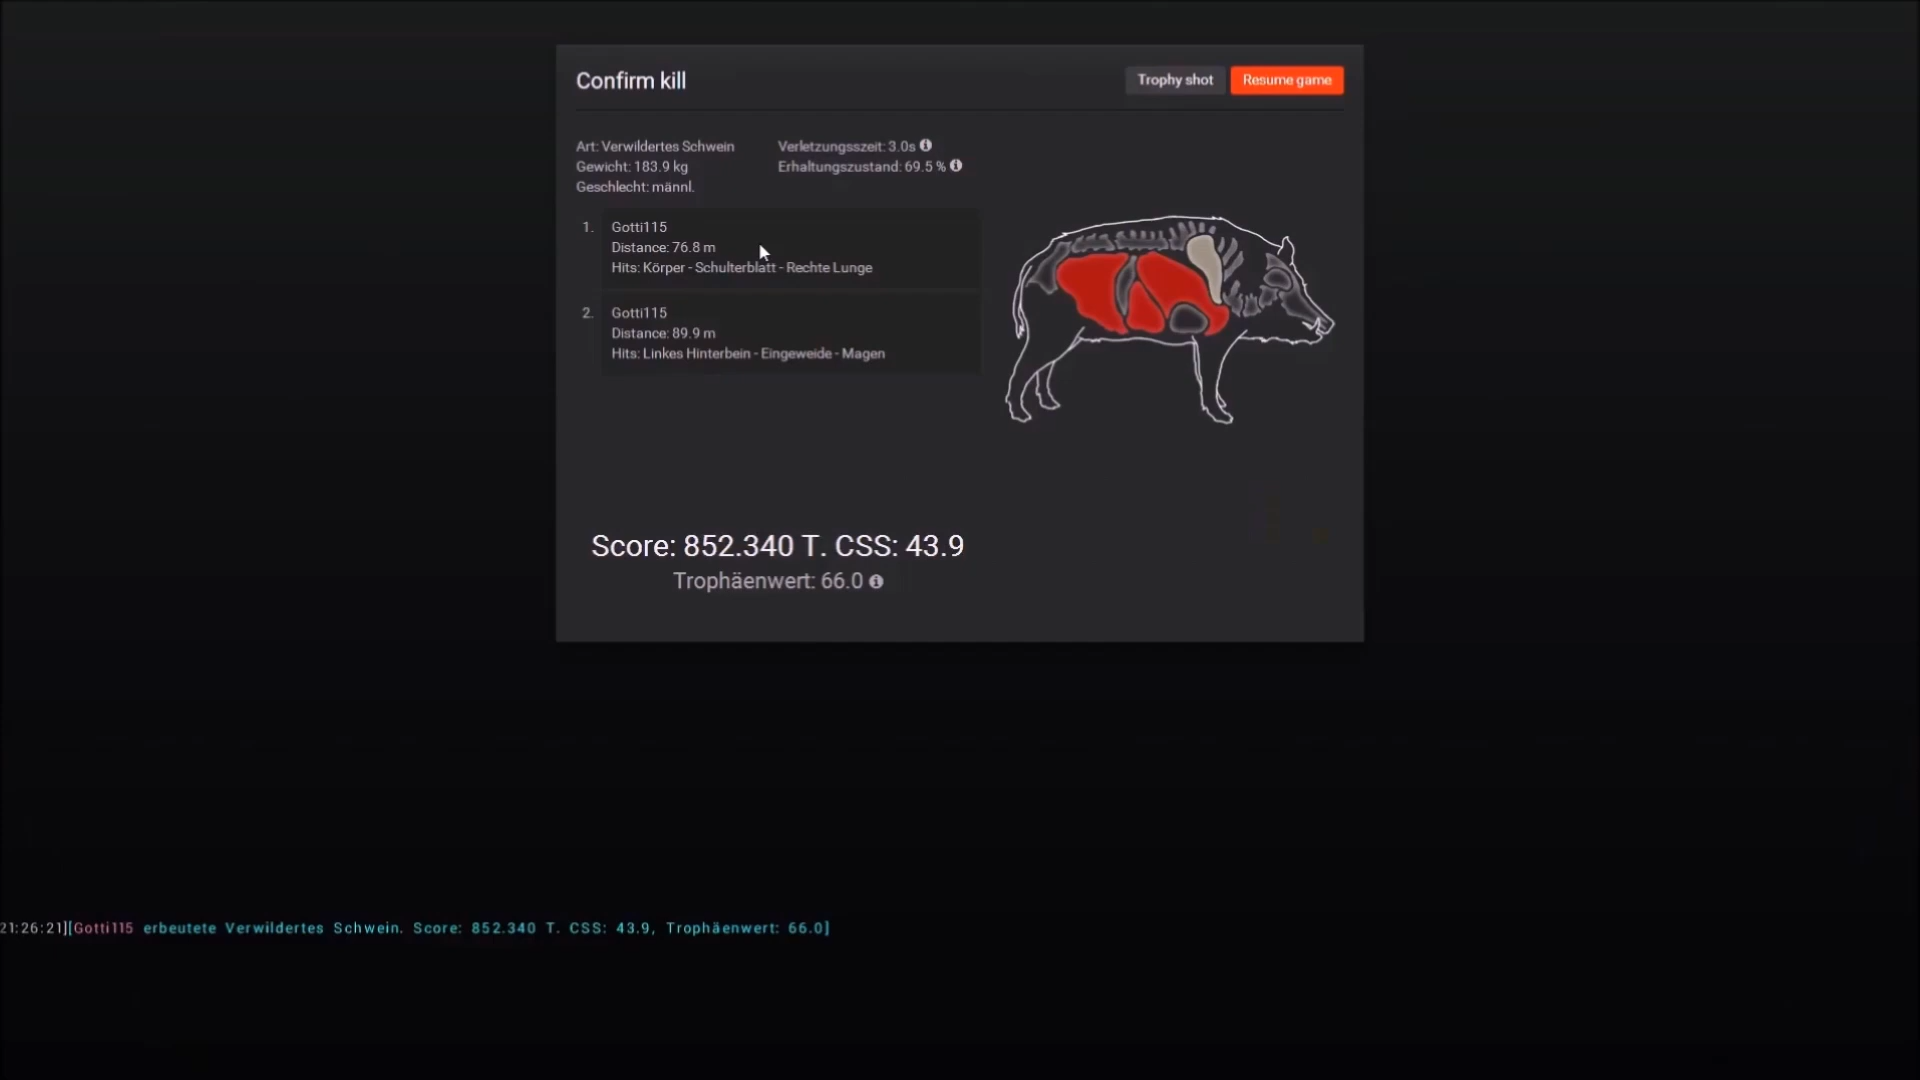 Confirm kill
Trophy shot
Resume game
Art: Verwildertes Schwein
Gewicht: 183.9 kg
Geschlecht: männl.
Verletzungsszeit: 3.0s
Erhaltungszustand: 69.5 %
1. Gotti115
Distance: 76.8 m
Hits: Körper - Schulterblatt - Rechte Lunge
2. Gotti115
Distance: 89.9 m
Hits: Linkes Hinterbein - Eingeweide - Magen
Score: 852.340 T. CSS: 43.9
Trophäenwert: 66.0
21:26:21][Gotti115 erbeutete Verwildertes Schwein. Score: 852.340 T. CSS: 43.9, Trophäenwert: 66.0]